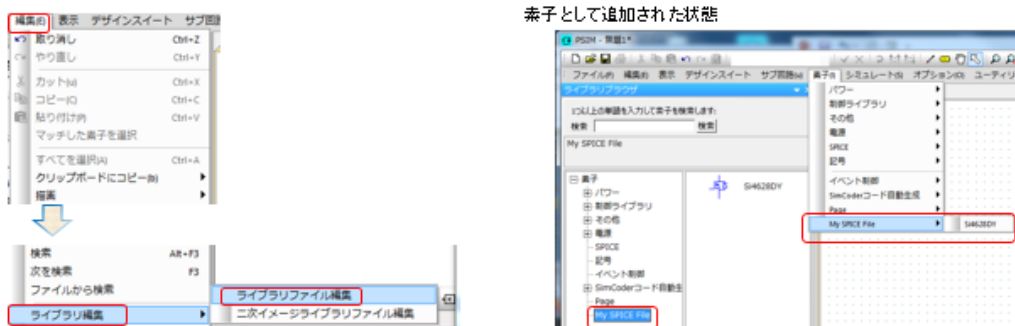 編集(E) 表示 デザインスイート サブ回
取り消し Ctrl+Z
やり直し Ctrl+Y
カット(u) Ctrl+X
コピー(C) Ctrl+C
貼り付け(P) Ctrl+V
マッチした素子を選択
すべてを選択(A) Ctrl+A
クリップボードにコピー(B)
描画
検索 Alt+F3
次を検索 F3
ファイルから検索
ライブラリ編集
ライブラリファイル編集
二次イメージライブラリファイル編集
素子として追加された状態
PSIM - 無題1*
ファイル(F) 編集(E) 表示 デザインスイート サブ回路(u) 素子(l) シミュレート(S) オプション(O) ユーティリ
ライブラリブラウザ
1つ以上の単語を入力して素子を検索します:
検索 検索
My SPICE File
素子
パワー
制御ライブラリ
その他
電源
SPICE
記号
イベント制御
SimCoderコード自動生
Page
My SPICE File
Si4628DY
パワー
制御ライブラリ
その他
電源
SPICE
記号
イベント制御
SimCoderコード自動生成
Page
My SPICE File
Si4628DY